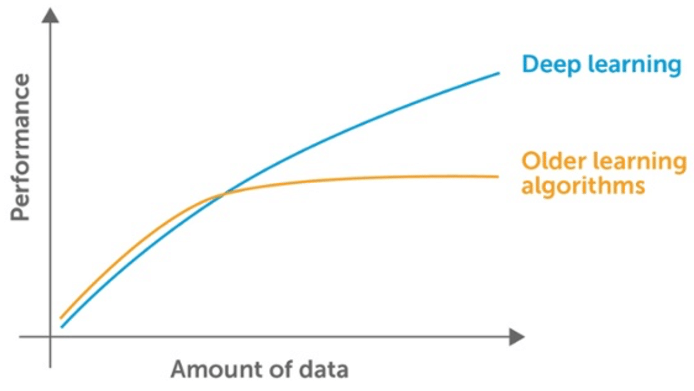 Performance
Deep learning
Older learning
algorithms
Amount of data